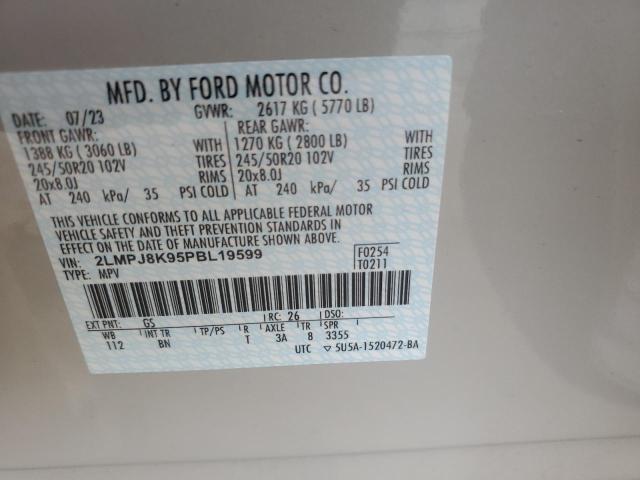 MFD. BY FORD MOTOR CO.
DATE: 07/23 GVWR: 2617 KG ( 5770 LB)
FRONT GAWR: REAR GAWR:
1388 KG ( 3060 LB) WITH 1270 KG ( 2800 LB) WITH
245/50R20 102V TIRES 245/50R20 102V TIRES
20x8.0J RIMS 20x8.0J RIMS
AT 240 kPa/ 35 PSI COLD AT 240 kPa/ 35 PSI COLD
THIS VEHICLE CONFORMS TO ALL APPLICABLE FEDERAL MOTOR
VEHICLE SAFETY AND THEFT PREVENTION STANDARDS IN
EFFECT ON THE DATE OF MANUFACTURE SHOWN ABOVE.
VIN: 2LMPJ8K95PBL19599 F0254
TYPE: MPV T0211
EXT PNT: GS RC: 26 DSO:
WB INT TR TP/PS R AXLE TR SPR
112 BN T 3A 8 3355
UTC ▽ 5U5A-1520472-BA